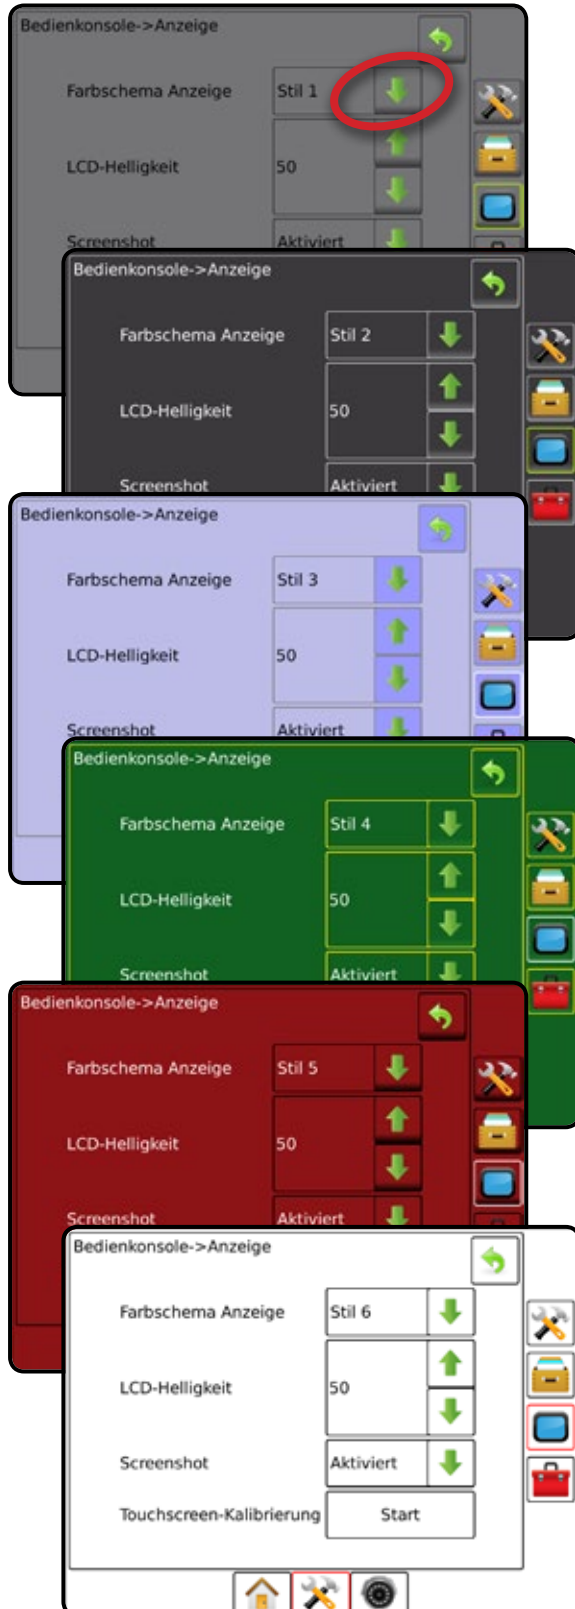 Bedienkonsole->Anzeige
Farbschema Anzeige Stil 1
LCD-Helligkeit 50
Screenshot Aktiviert
Bedienkonsole->Anzeige
Farbschema Anzeige Stil 2
LCD-Helligkeit 50
Screenshot Aktiviert
Bedienkonsole->Anzeige
Farbschema Anzeige Stil 3
LCD-Helligkeit 50
Screenshot Aktiviert
Bedienkonsole->Anzeige
Farbschema Anzeige Stil 4
LCD-Helligkeit 50
Screenshot Aktiviert
Bedienkonsole->Anzeige
Farbschema Anzeige Stil 5
LCD-Helligkeit 50
Screenshot Aktiviert
Bedienkonsole->Anzeige
Farbschema Anzeige Stil 6
LCD-Helligkeit 50
Screenshot Aktiviert
Touchscreen-Kalibrierung Start